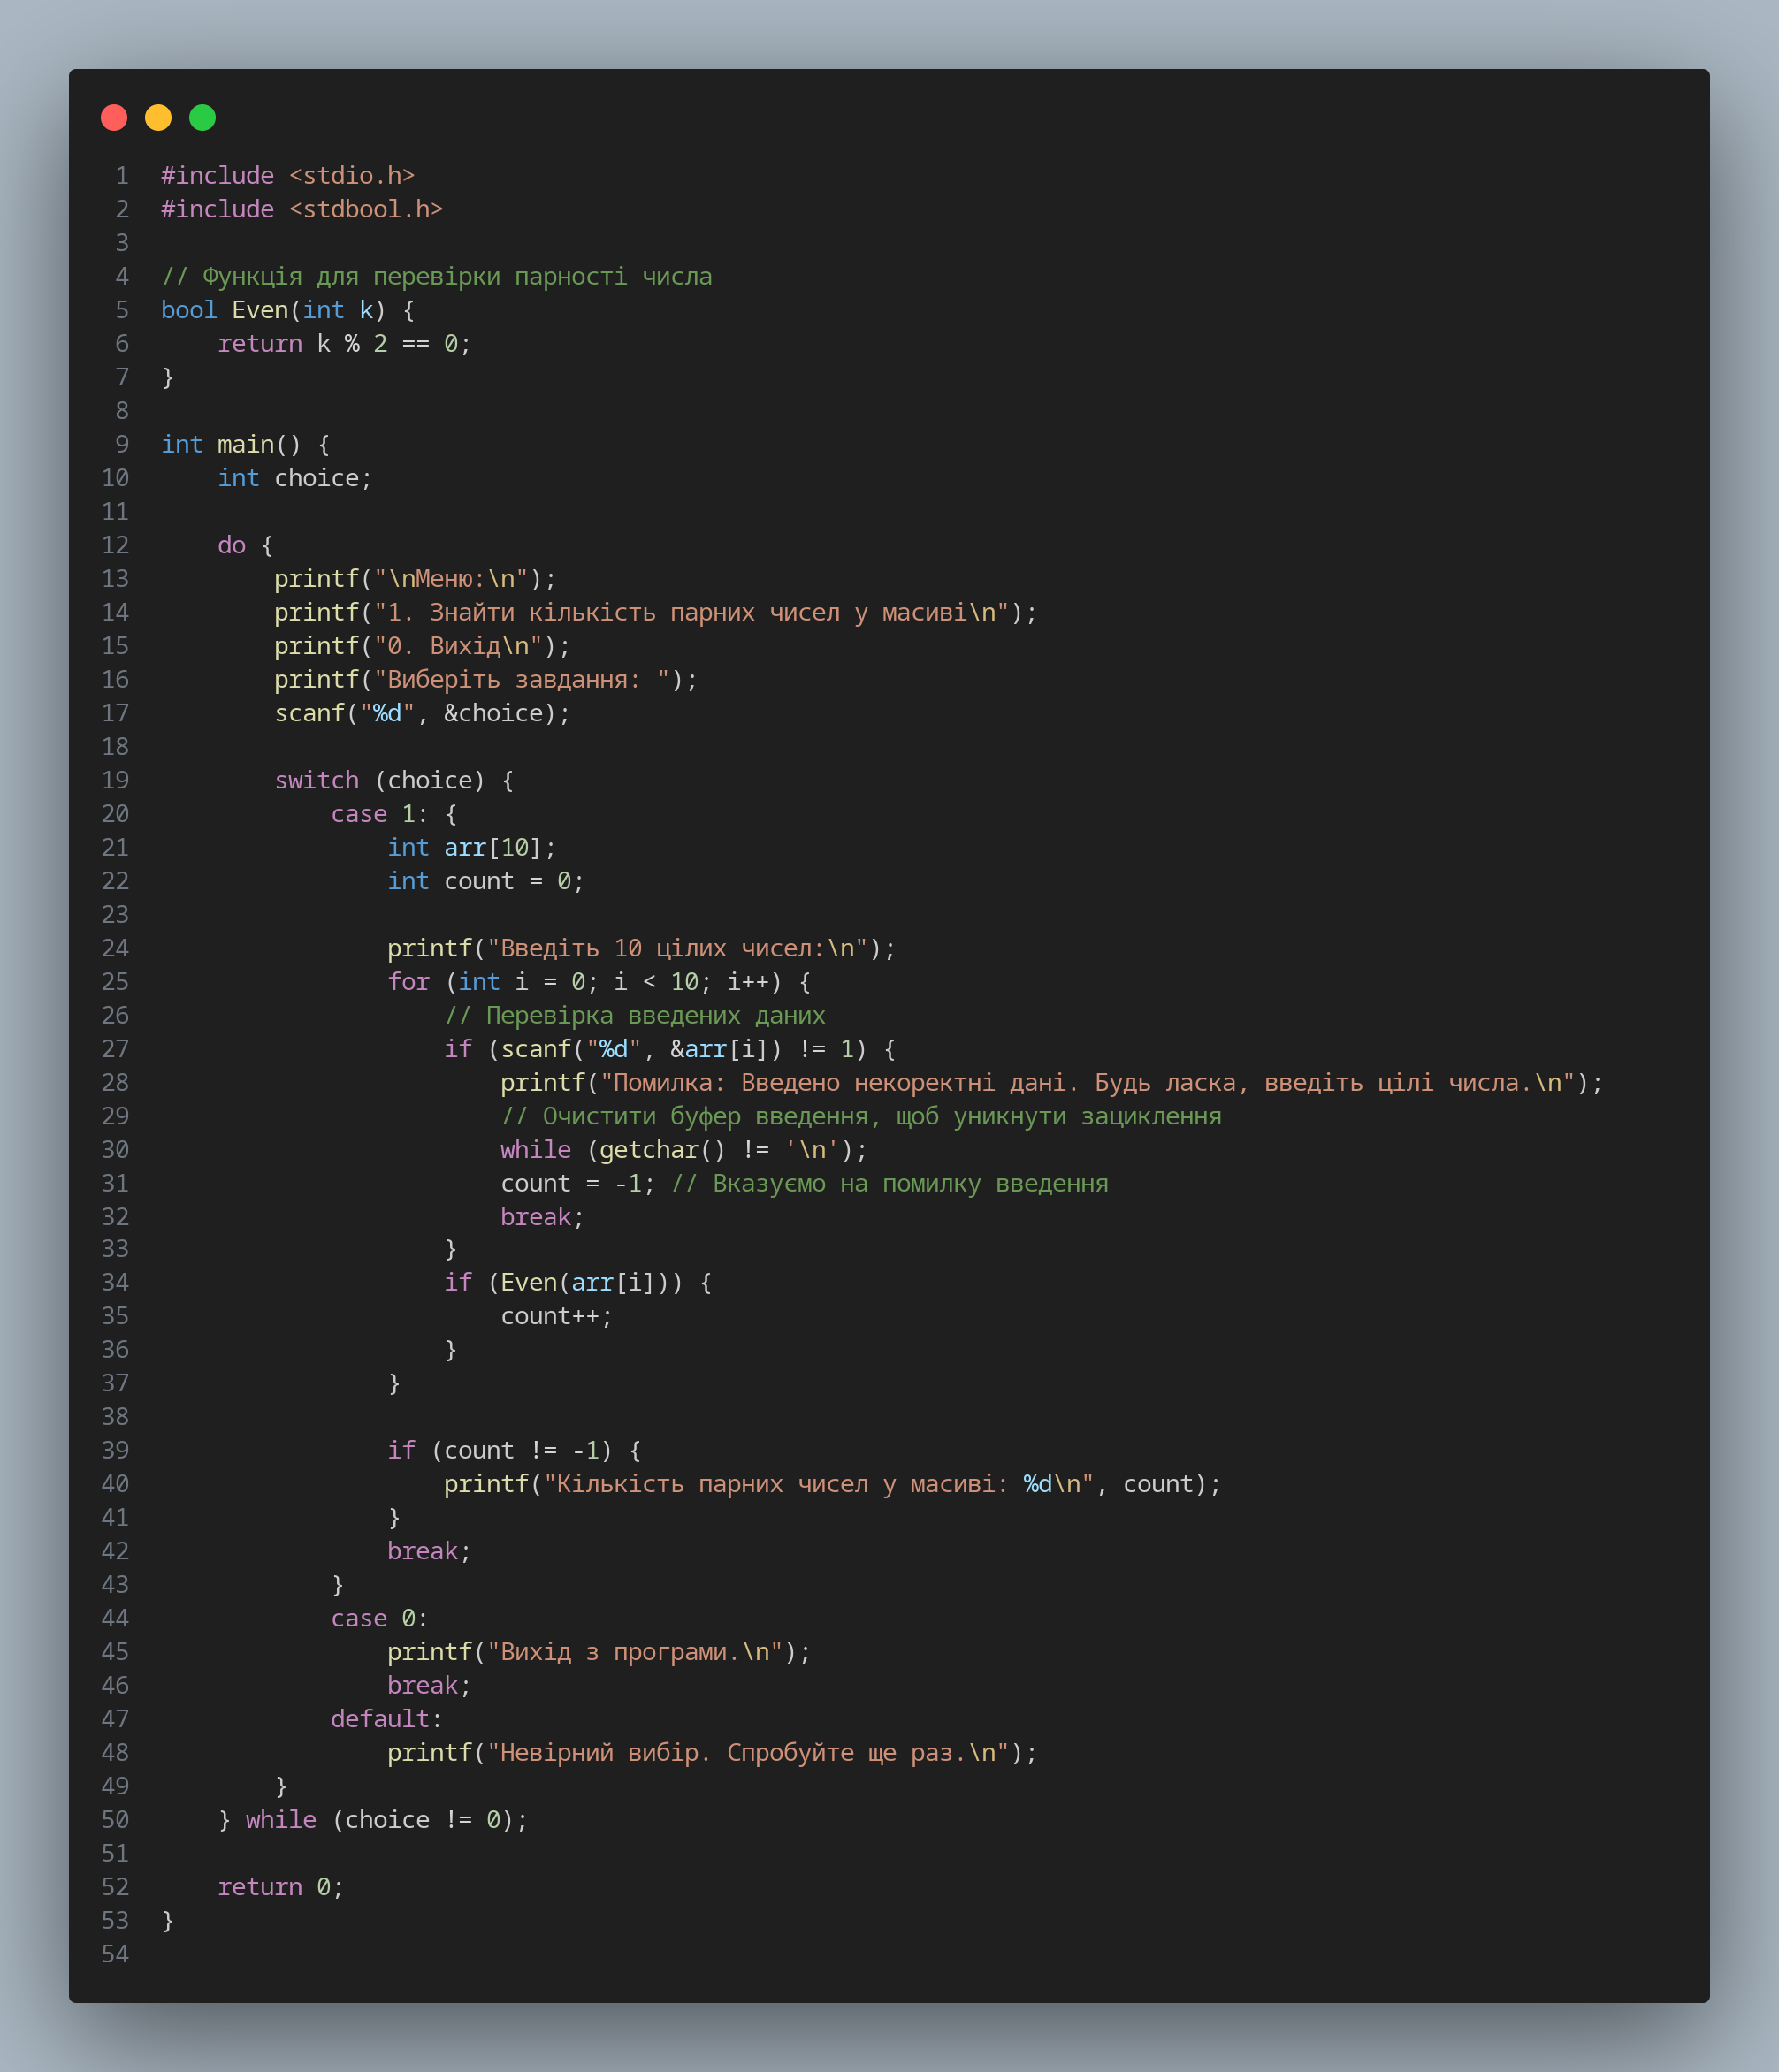 1 #include <stdio.h>
2 #include <stdbool.h>
3
4 // Функція для перевірки парності числа
5 bool Even(int k) {
6     return k % 2 == 0;
7 }
8
9 int main() {
10     int choice;
11
12     do {
13         printf("\nМеню:\n");
14         printf("1. Знайти кількість парних чисел у масиві\n");
15         printf("0. Вихід\n");
16         printf("Виберіть завдання: ");
17         scanf("%d", &choice);
18
19         switch (choice) {
20             case 1: {
21                 int arr[10];
22                 int count = 0;
23
24                 printf("Введіть 10 цілих чисел:\n");
25                 for (int i = 0; i < 10; i++) {
26                     // Перевірка введених даних
27                     if (scanf("%d", &arr[i]) != 1) {
28                         printf("Помилка: Введено некоректні дані. Будь ласка, введіть цілі числа.\n");
29                         // Очистити буфер введення, щоб уникнути зациклення
30                         while (getchar() != '\n');
31                         count = -1; // Вказуємо на помилку введення
32                         break;
33                     }
34                     if (Even(arr[i])) {
35                         count++;
36                     }
37                 }
38
39                 if (count != -1) {
40                     printf("Кількість парних чисел у масиві: %d\n", count);
41                 }
42                 break;
43             }
44             case 0:
45                 printf("Вихід з програми.\n");
46                 break;
47             default:
48                 printf("Невірний вибір. Спробуйте ще раз.\n");
49         }
50     } while (choice != 0);
51
52     return 0;
53 }
54